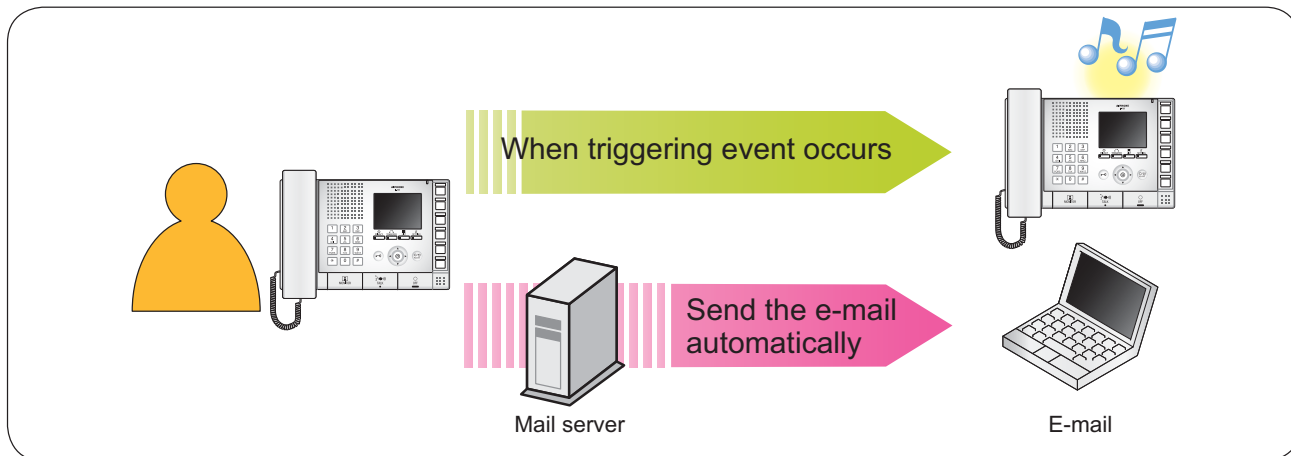 When triggering event occurs
Send the e-mail
automatically
Mail server
E-mail